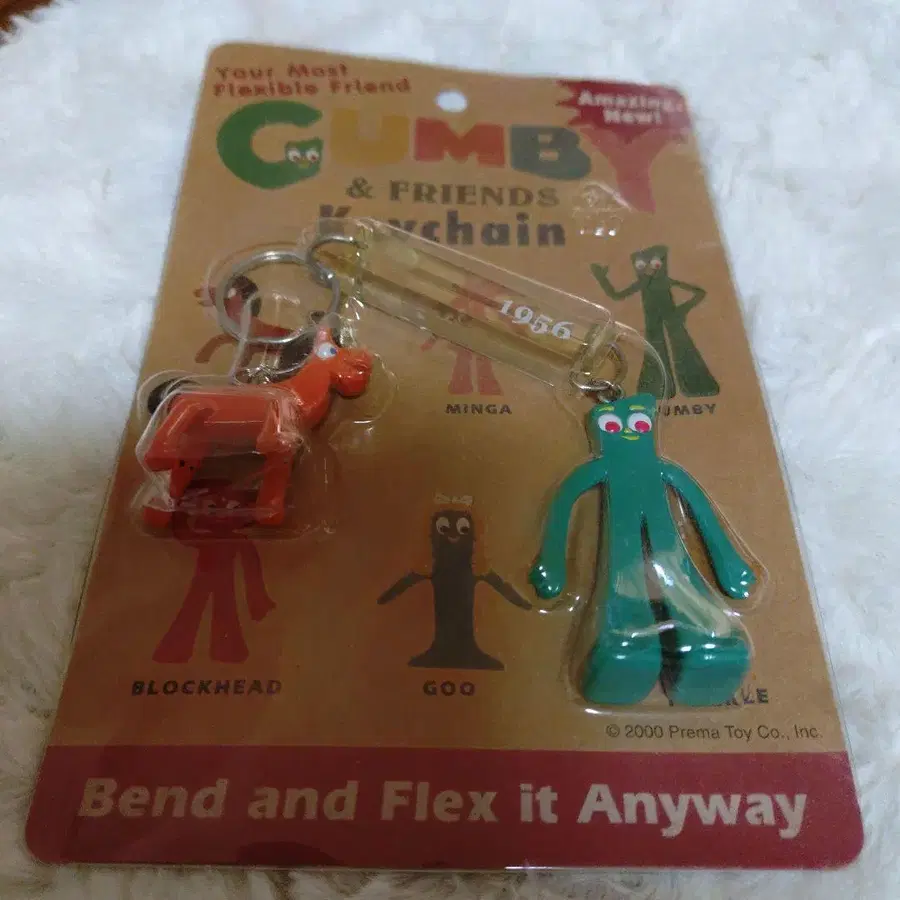 Your Most
Flexible Friend
Amazing.
New!
GUMBY
& FRIENDS
Keychain
1956
MINGA
GUMBY
BLOCKHEAD
GOO
© 2000 Prema Toy Co., Inc.
Bend and Flex it Anyway